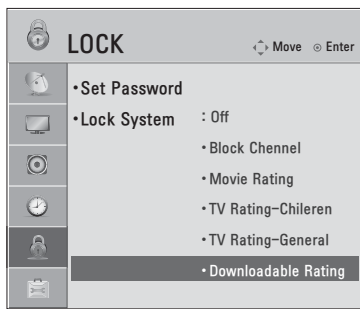 LOCK Move Enter
•Set Password
•Lock System : Off
•Block Chennel
•Movie Rating
•TV Rating-Chileren
•TV Rating-General
•Downloadable Rating